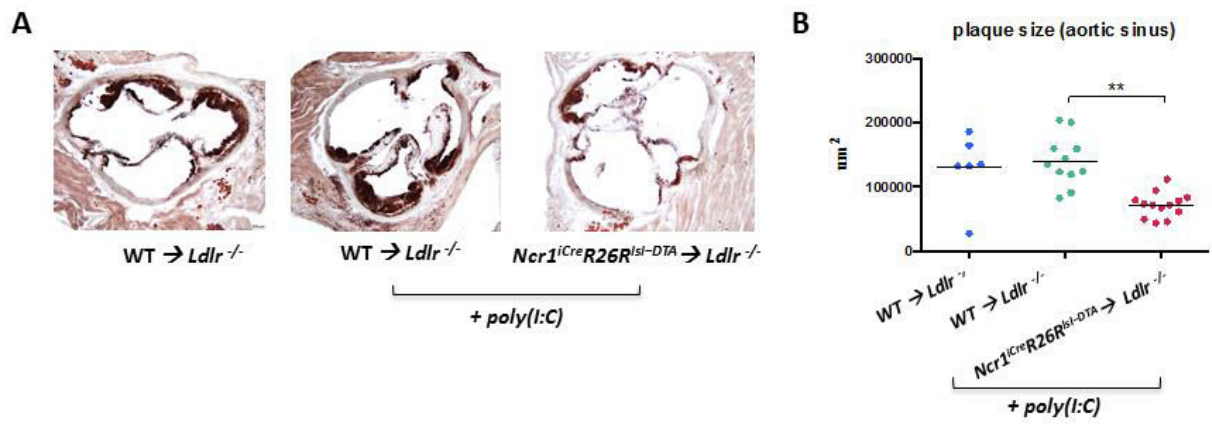 A
WT → Ldlr -/-
WT → Ldlr -/-
Ncr1iCreR26Rlsl-DTA → Ldlr -/-
+ poly(I:C)
B
plaque size (aortic sinus)
um2
300000
200000
100000
0
**
WT → Ldlr -/
WT → Ldlr -/-
Ncr1iCreR26Rlsl-DTA → Ldlr -/-
+ poly(I:C)